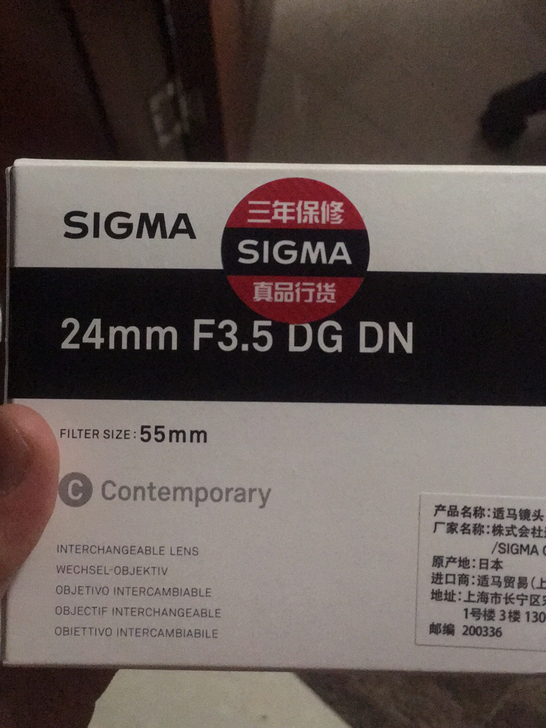 SIGMA
三年保修
SIGMA
真品行货
24mm F3.5 DG DN
FILTER SIZE: 55mm
C Contemporary
INTERCHANGEABLE LENS
WECHSEL-OBJEKTIV
OBJETIVO INTERCAMBIABLE
OBJECTIF INTERCHANGEABLE
OBIETTIVO INTERCAMBIABILE
产品名称:适马镜头
厂家名称:株式会社
/SIGMA
原产地:日本
进口商:适马贸易(上
地址:上海市长宁区
1号楼 3 楼 130
邮编 200336